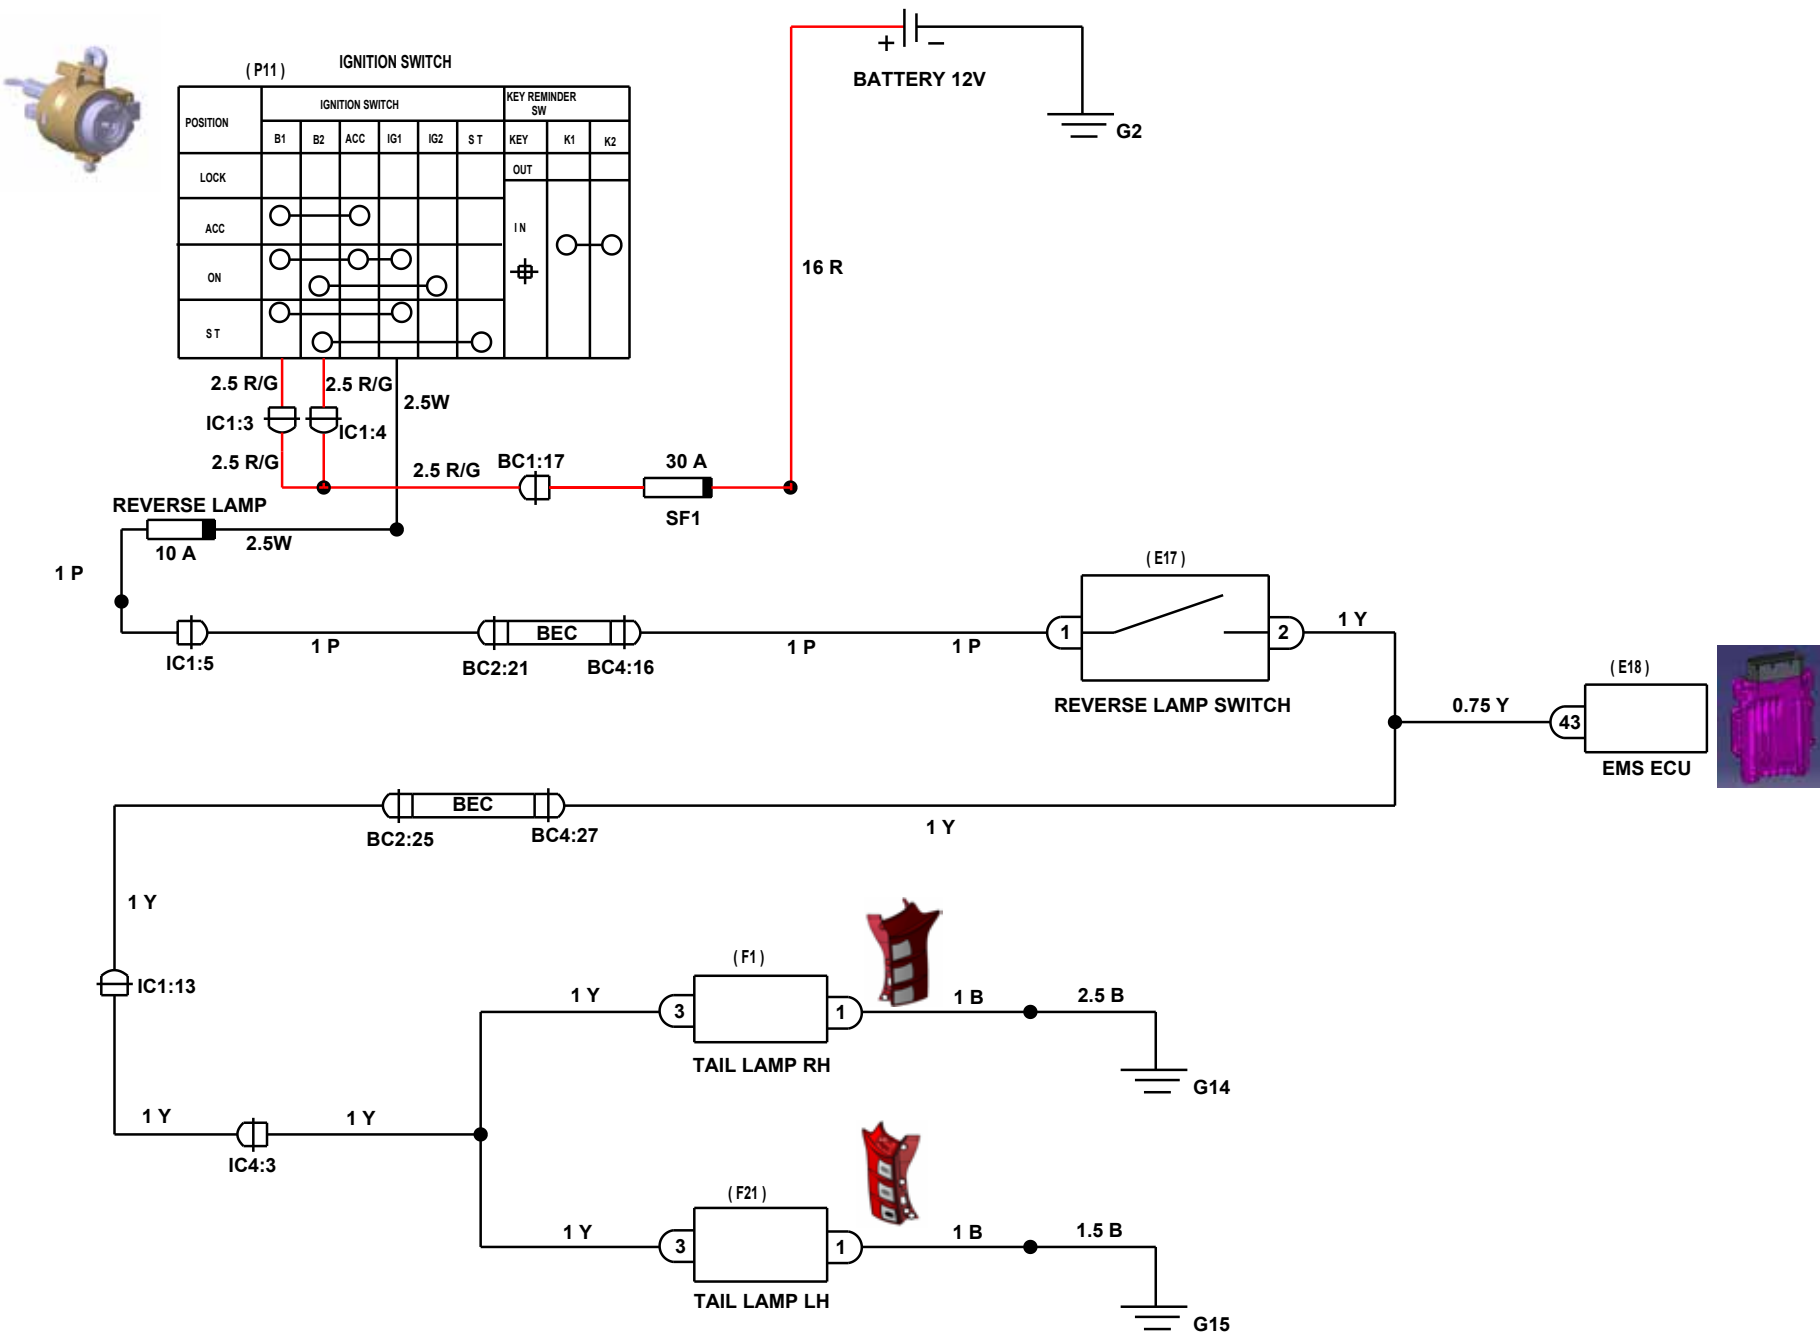 IGNITION SWITCH
( P11 )
POSITION
IGNITION SWITCH
KEY REMINDER
SW
B1 B2 ACC IG1 IG2 S T KEY K1 K2
LOCK
OUT
ACC
I N
ON
S T
+ −
BATTERY 12V
G2
16 R
2.5 R/G 2.5 R/G
2.5W
IC1:3
IC1:4
2.5 R/G
2.5 R/G
BC1:17
30 A
SF1
REVERSE LAMP
10 A
2.5W
1 P
IC1:5
1 P
BEC
BC2:21
BC4:16
1 P
1 P
( E17 )
1
2
REVERSE LAMP SWITCH
1 Y
0.75 Y
( E18 )
43
EMS ECU
BEC
BC2:25
BC4:27
1 Y
1 Y
IC1:13
1 Y
IC4:3
1 Y
1 Y
( F1 )
3
1
TAIL LAMP RH
1 B
2.5 B
G14
1 Y
( F21 )
3
1
TAIL LAMP LH
1 B
1.5 B
G15